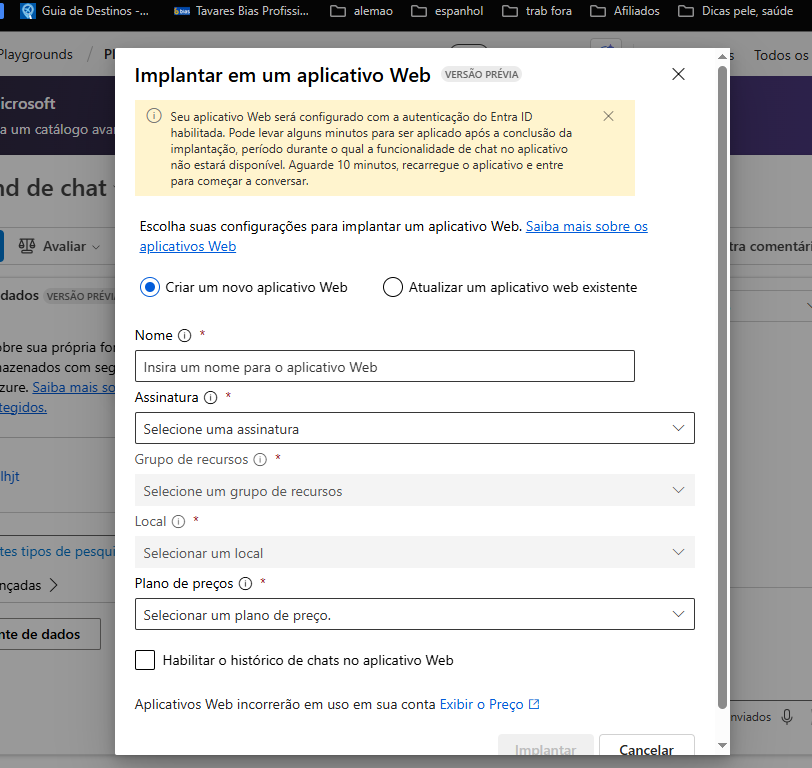 Guia de Destinos -...
Tavares Bias Profissi...
alemao
espanhol
trab fora
Afiliados
Dicas pele, saúde
Playgrounds
/
Todos os
icrosoft
a um catálogo ava
nd de chat
Avaliar
tra comentári
dados VERSÃO PRÉVIA
obre sua própria fo
mazenados com seg
zure. Saiba mais so
tegidos.
lhjt
tes tipos de pesqui
nçadas
nte de dados
nviados
Implantar em um aplicativo Web VERSÃO PRÉVIA
Seu aplicativo Web será configurado com a autenticação do Entra ID
habilitada. Pode levar alguns minutos para ser aplicado após a conclusão da
implantação, período durante o qual a funcionalidade de chat no aplicativo
não estará disponível. Aguarde 10 minutos, recarregue o aplicativo e entre
para começar a conversar.
Escolha suas configurações para implantar um aplicativo Web. Saiba mais sobre os
aplicativos Web
Criar um novo aplicativo Web
Atualizar um aplicativo web existente
Nome *
Insira um nome para o aplicativo Web
Assinatura *
Selecione uma assinatura
Grupo de recursos *
Selecione um grupo de recursos
Local *
Selecionar um local
Plano de preços *
Selecionar um plano de preço.
Habilitar o histórico de chats no aplicativo Web
Aplicativos Web incorrerão em uso em sua conta Exibir o Preço
Implantar
Cancelar